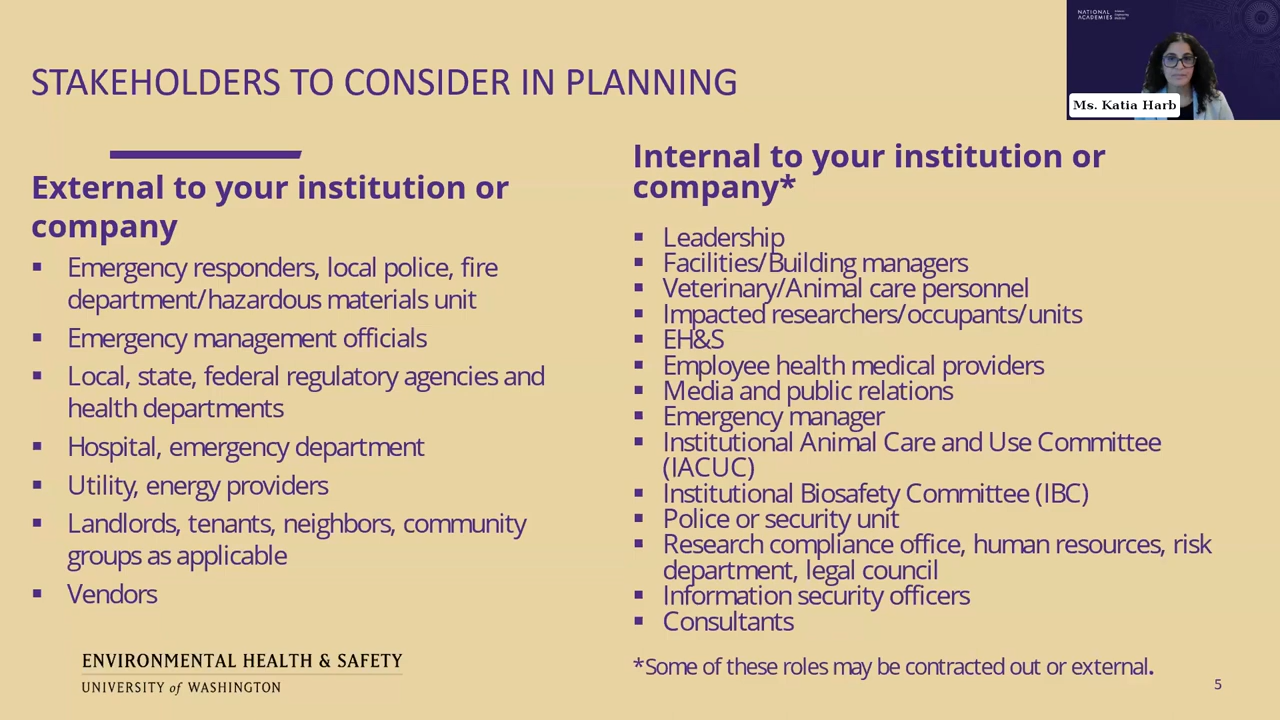 STAKEHOLDERS TO CONSIDER IN PLANNING
NATIONAL
ACADEMIES
Sciences
Engineering
Medicine
Ms. Katia Harb
External to your institution or
company
▪ Emergency responders, local police, fire
department/hazardous materials unit
▪ Emergency management officials
▪ Local, state, federal regulatory agencies and
health departments
▪ Hospital, emergency department
▪ Utility, energy providers
▪ Landlords, tenants, neighbors, community
groups as applicable
▪ Vendors
Internal to your institution or
company*
▪ Leadership
▪ Facilities/Building managers
▪ Veterinary/Animal care personnel
▪ Impacted researchers/occupants/units
▪ EH&S
▪ Employee health medical providers
▪ Media and public relations
▪ Emergency manager
▪ Institutional Animal Care and Use Committee
(IACUC)
▪ Institutional Biosafety Committee (IBC)
▪ Police or security unit
▪ Research compliance office, human resources, risk
department, legal council
▪ Information security officers
▪ Consultants
*Some of these roles may be contracted out or external.
ENVIRONMENTAL HEALTH & SAFETY
UNIVERSITY of WASHINGTON
5